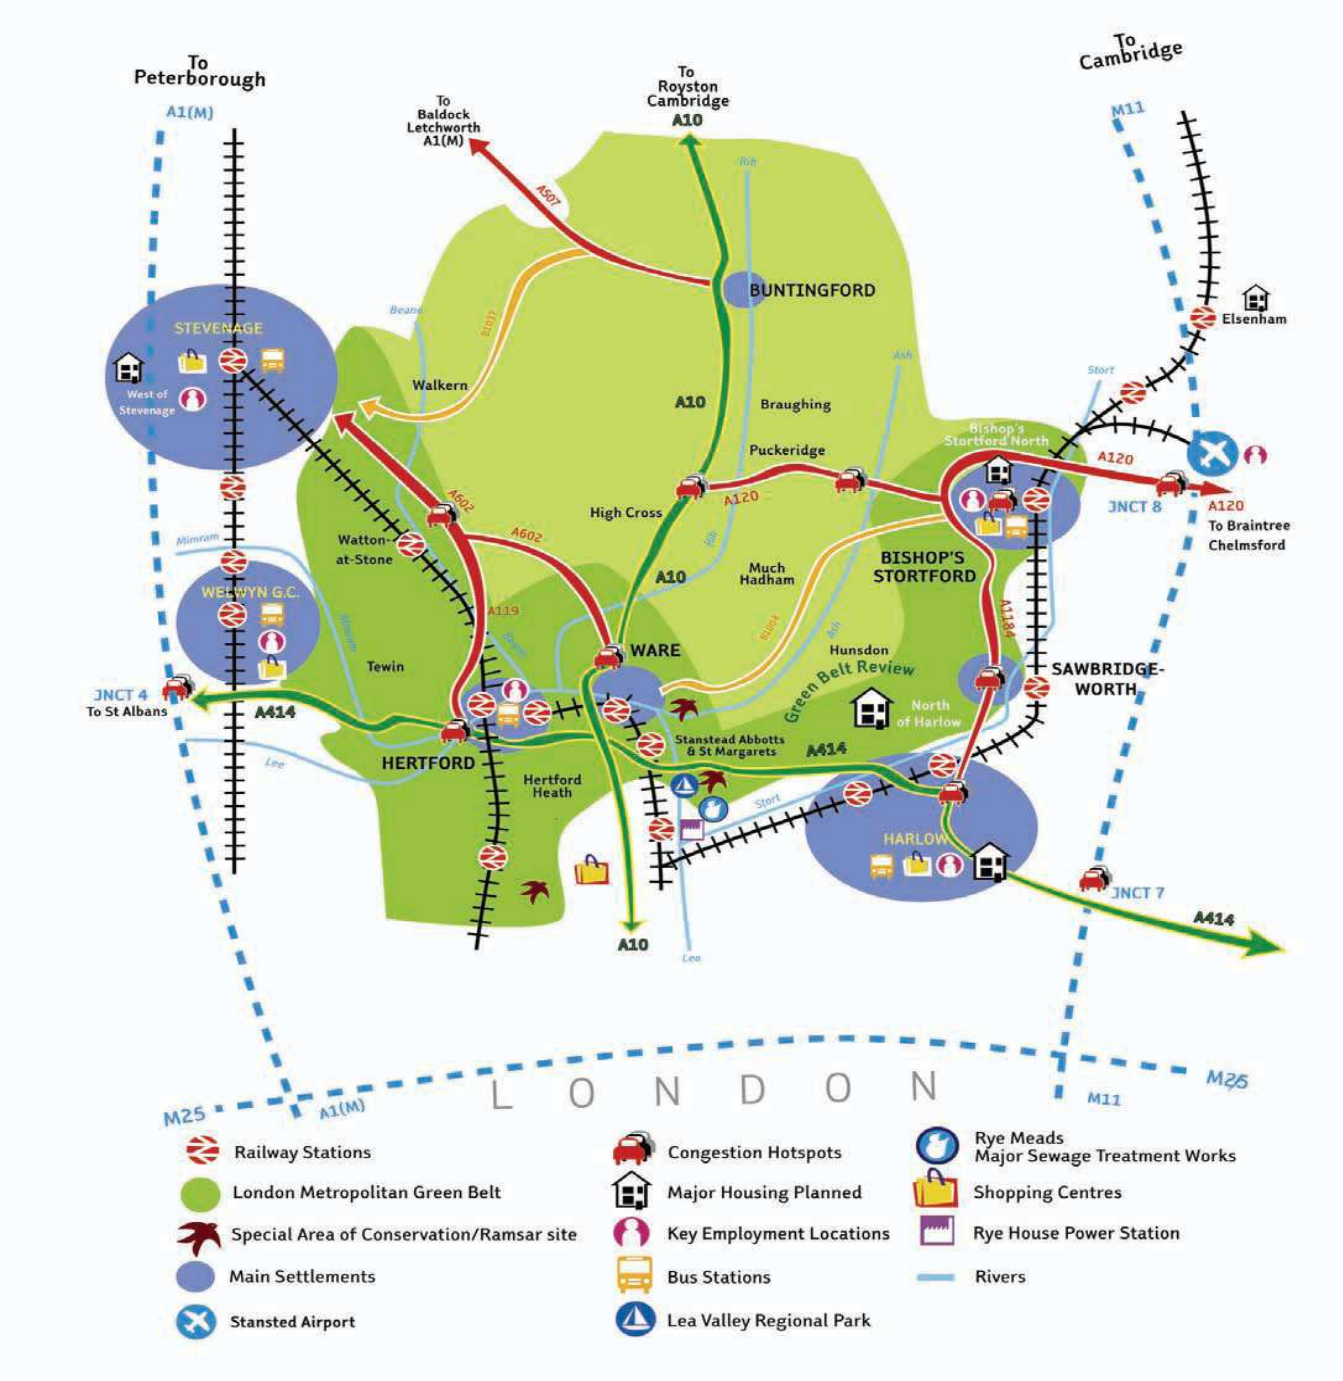 To
Peterborough
A1(M)
To
Baldock
Letchworth
A1(M)
To
Royston
Cambridge
A10
To
Cambridge
M11
A507
Rib
BUNTINGFORD
Elsenham
STEVENAGE
West of
Stevenage
Beane
B1037
Walkern
A10
Braughing
Puckeridge
Ash
Stort
Bishop's
Stortford North
A120
JNCT 8
A120
To Braintree
Chelmsford
A602
A602
High Cross
A120
Rib
Watton-
at-Stone
Mimram
WELWYN G.C.
Mimram
A119
Beane
A10
Much
Hadham
B1004
Ash
BISHOP'S
STORTFORD
A1184
SAWBRIDGE-
WORTH
Tewin
WARE
Hunsdon
Green Belt Review
North
of Harlow
JNCT 4
To St Albans
A414
Lee
HERTFORD
Hertford
Heath
Stanstead Abbotts
& St Margarets
A414
Stort
HARLOW
JNCT 7
A414
A10
Lea
LONDON
M25
A1(M)
M11
M25
Railway Stations
London Metropolitan Green Belt
Special Area of Conservation/Ramsar site
Main Settlements
Stansted Airport
Congestion Hotspots
Major Housing Planned
Key Employment Locations
Bus Stations
Lea Valley Regional Park
Rye Meads
Major Sewage Treatment Works
Shopping Centres
Rye House Power Station
Rivers